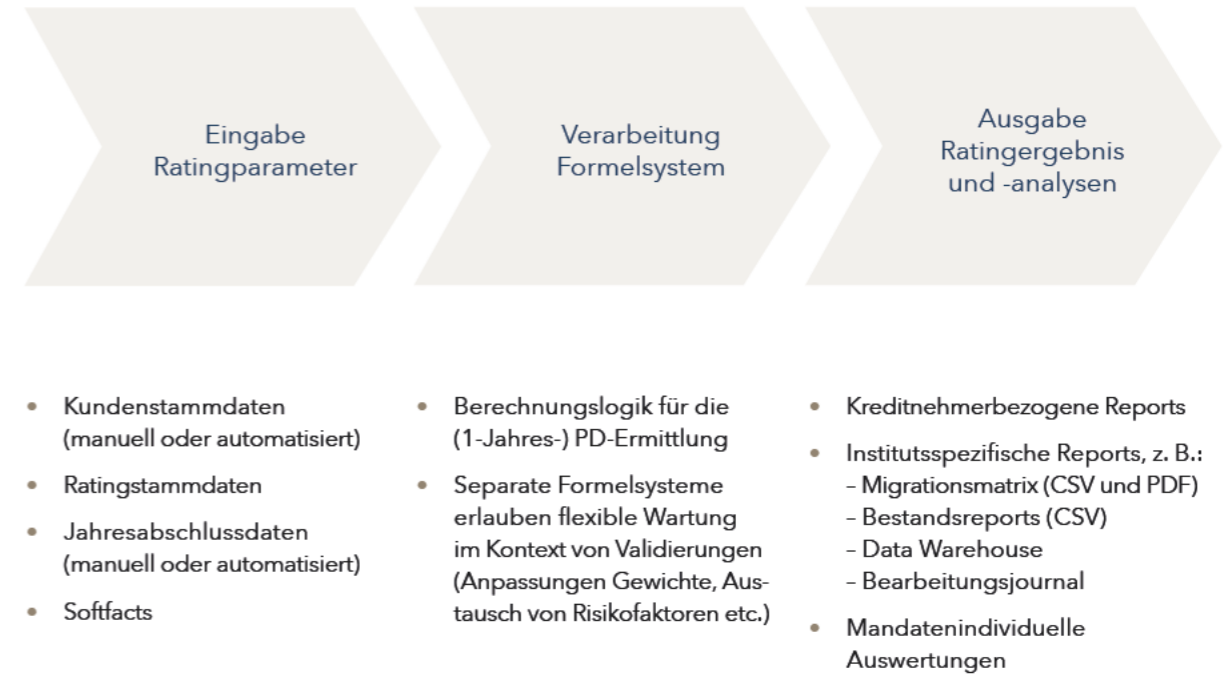 Eingabe
Ratingparameter
Verarbeitung
Formelsystem
Ausgabe
Ratingergebnis
und -analysen
• Kundenstammdaten
(manuell oder automatisiert)
• Ratingstammdaten
• Jahresabschlussdaten
(manuell oder automatisiert)
• Softfacts
• Berechnungslogik für die
(1-Jahres-) PD-Ermittlung
• Separate Formelsysteme
erlauben flexible Wartung
im Kontext von Validierungen
(Anpassungen Gewichte, Aus-
tausch von Risikofaktoren etc.)
• Kreditnehmerbezogene Reports
• Institutsspezifische Reports, z. B.:
– Migrationsmatrix (CSV und PDF)
– Bestandsreports (CSV)
– Data Warehouse
– Bearbeitungsjournal
• Mandatenindividuelle
Auswertungen